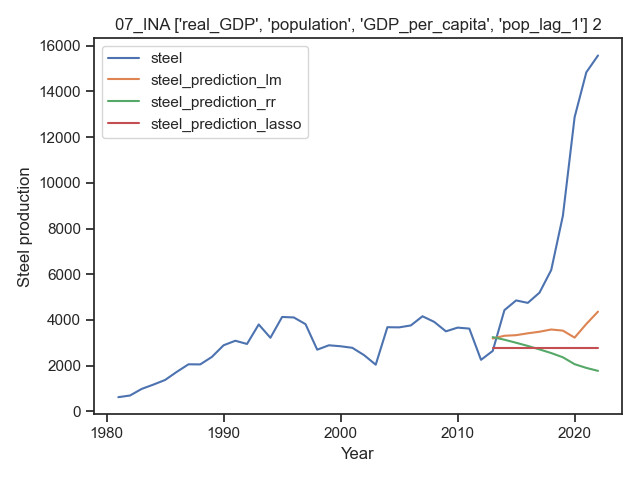 07_INA ['real_GDP', 'population', 'GDP_per_capita', 'pop_lag_1'] 2
steel
steel_prediction_lm
steel_prediction_rr
steel_prediction_lasso
Steel production
16000
14000
12000
10000
8000
6000
4000
2000
0
1980
1990
2000
2010
2020
Year